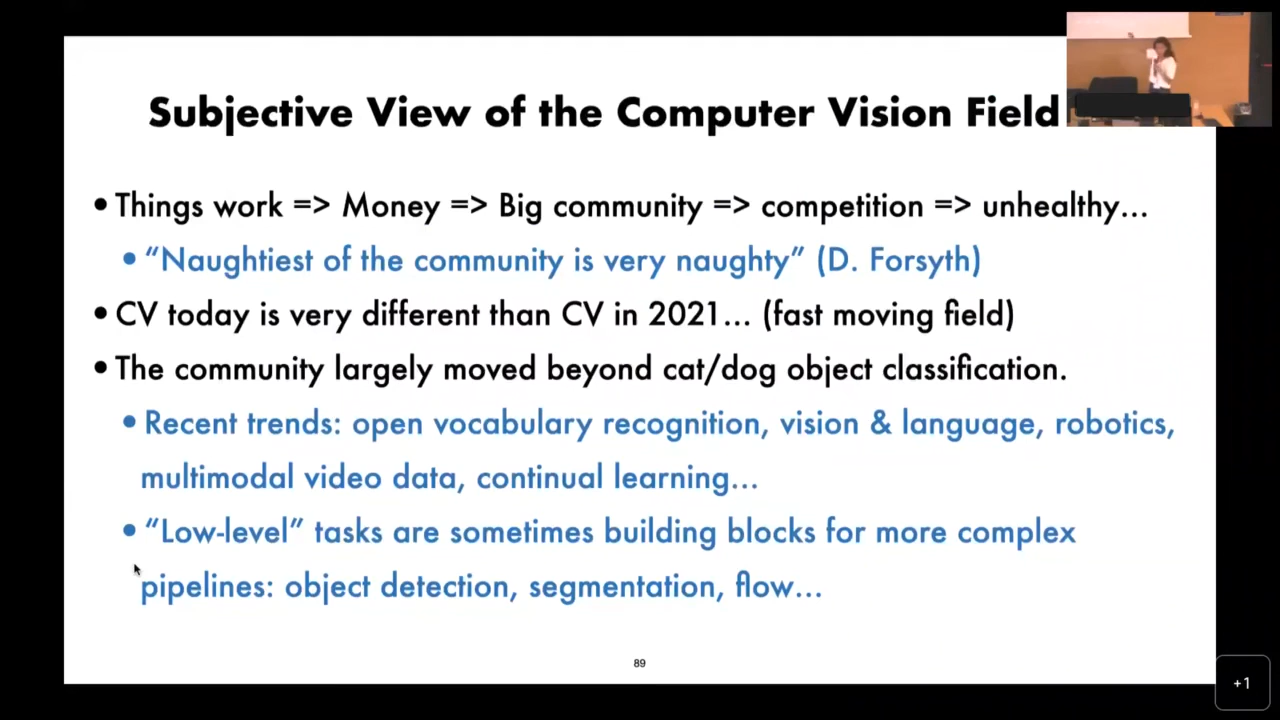 Subjective View of the Computer Vision Field
• Things work => Money => Big community => competition => unhealthy...
• “Naughtiest of the community is very naughty” (D. Forsyth)
• CV today is very different than CV in 2021... (fast moving field)
• The community largely moved beyond cat/dog object classification.
• Recent trends: open vocabulary recognition, vision & language, robotics,
multimodal video data, continual learning...
• “Low-level” tasks are sometimes building blocks for more complex
pipelines: object detection, segmentation, flow...
89
+1